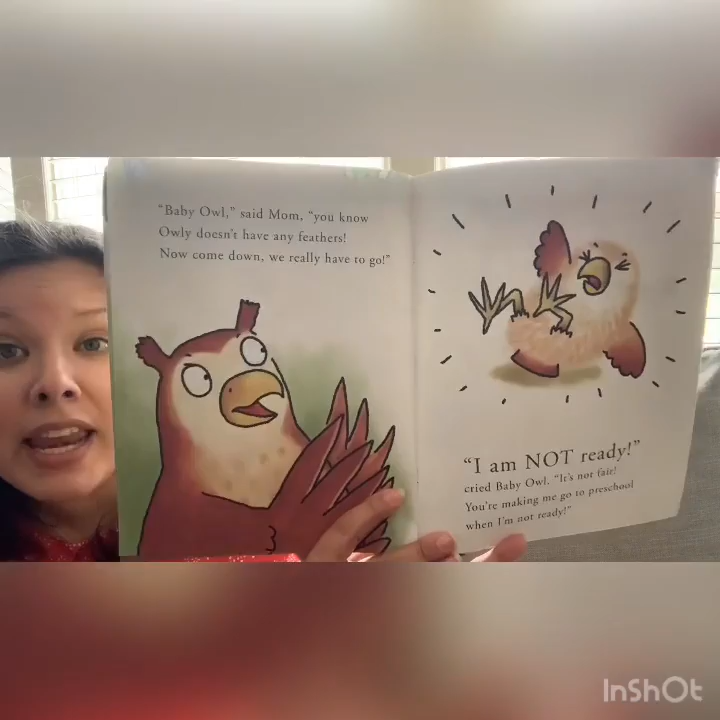 “Baby Owl,” said Mom, “you know
Owly doesn’t have any feathers!
Now come down, we really have to go!”
“I am NOT ready!”
cried Baby Owl. “It’s not fair!
You’re making me go to preschool
when I’m not ready!”
InShOt